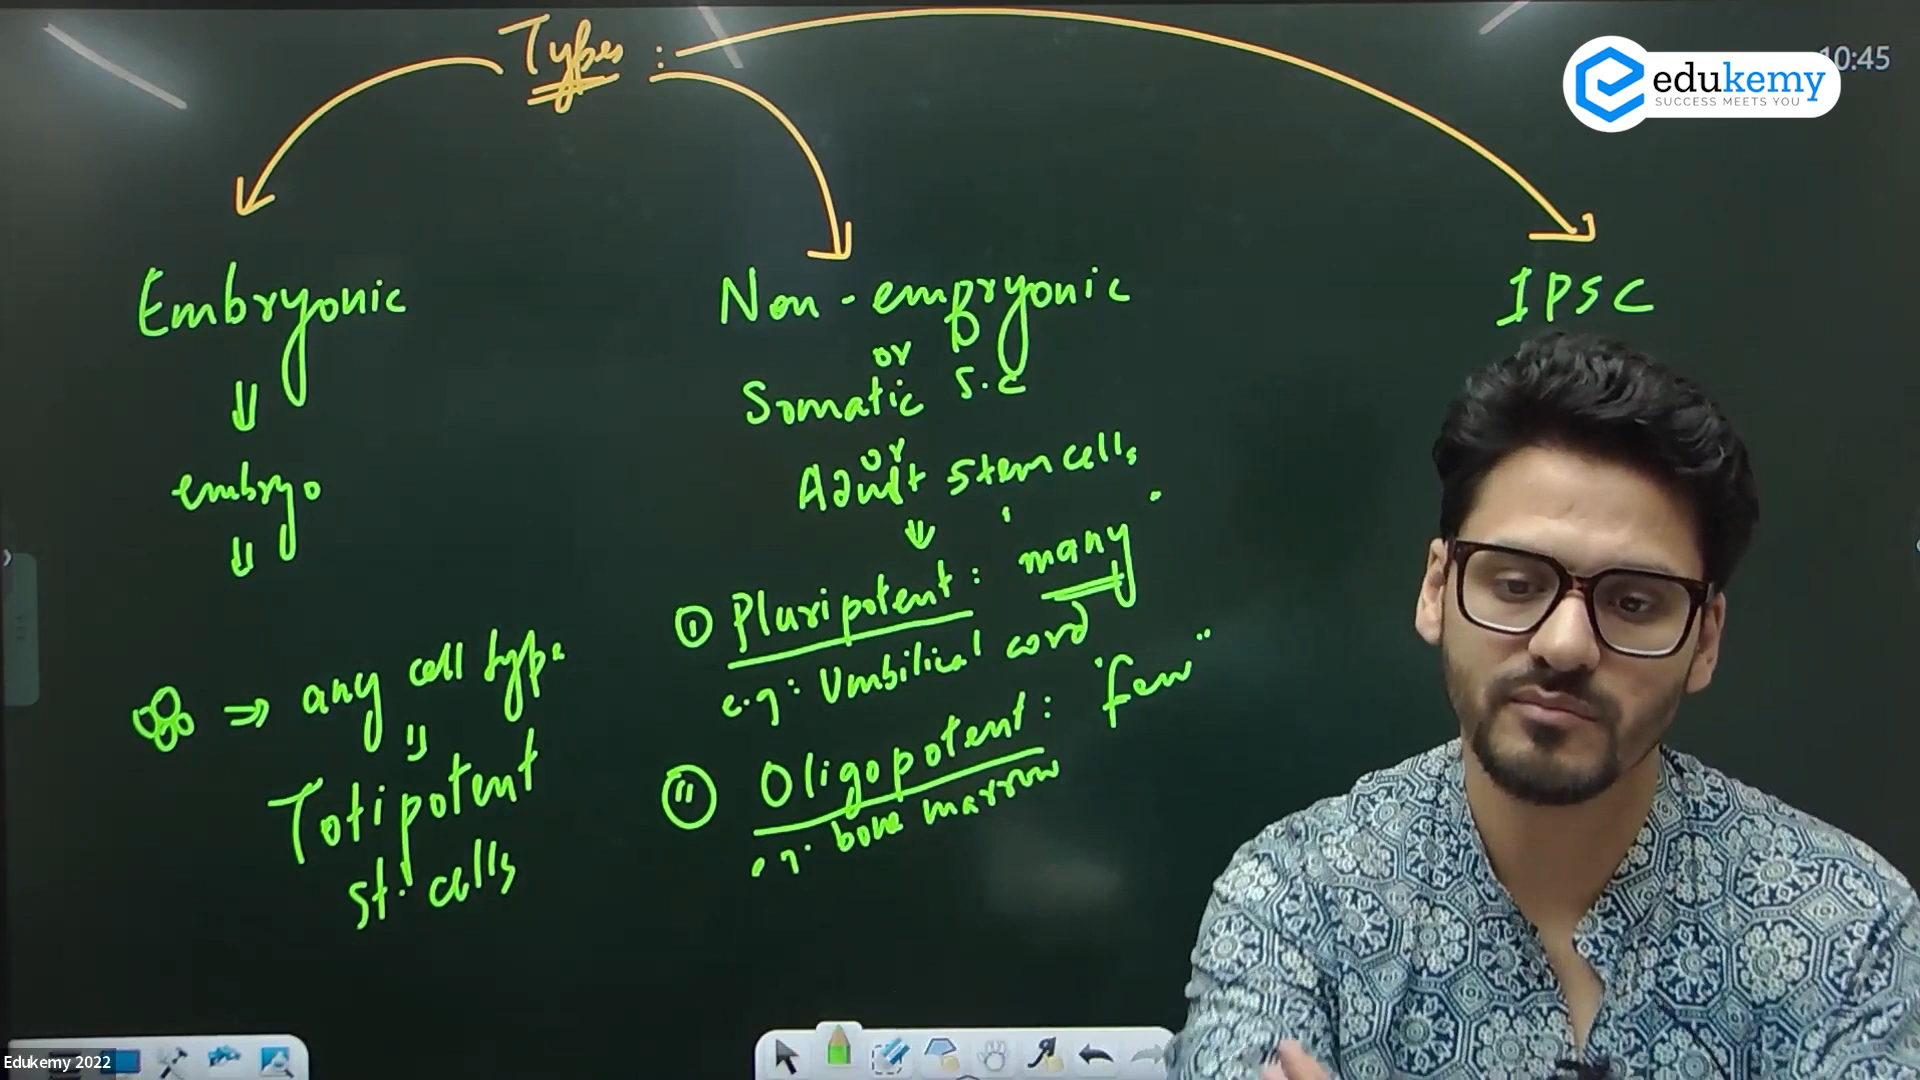 Types :
10:45
edukemy
SUCCESS MEETS YOU
Embryonic
embryo
⇒ any cell type
Totipotent
st. cells
Non-embryonic
or
Somatic S.C
or
Adult stem cells
① Pluripotent : 'many'
e.g: Umbilical cord
(ii) Oligopotent : "few"
e.g: bone marrow
IPSC
Edukemy 2022